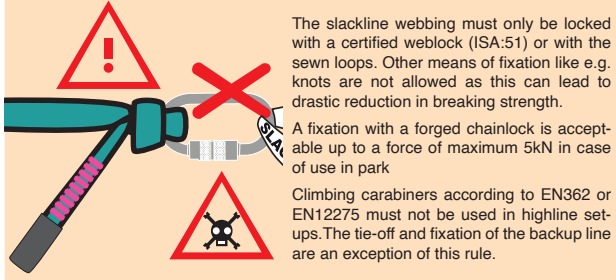 The slackline webbing must only be locked
with a certified weblock (ISA:51) or with the
sewn loops. Other means of fixation like e.g.
knots are not allowed as this can lead to
drastic reduction in breaking strength.
A fixation with a forged chainlock is accept-
able up to a force of maximum 5kN in case
of use in park
Climbing carabiners according to EN362 or
EN12275 must not be used in highline set-
ups.The tie-off and fixation of the backup line
are an exception of this rule.